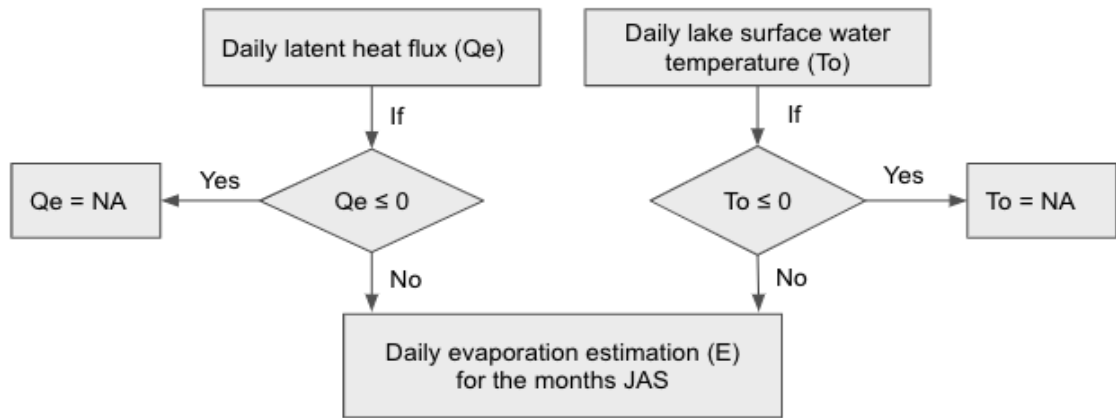 Daily latent heat flux (Qe)
Daily lake surface water
temperature (To)
If
If
Yes
Yes
Qe = NA
Qe ≤ 0
To ≤ 0
To = NA
No
No
Daily evaporation estimation (E)
for the months JAS